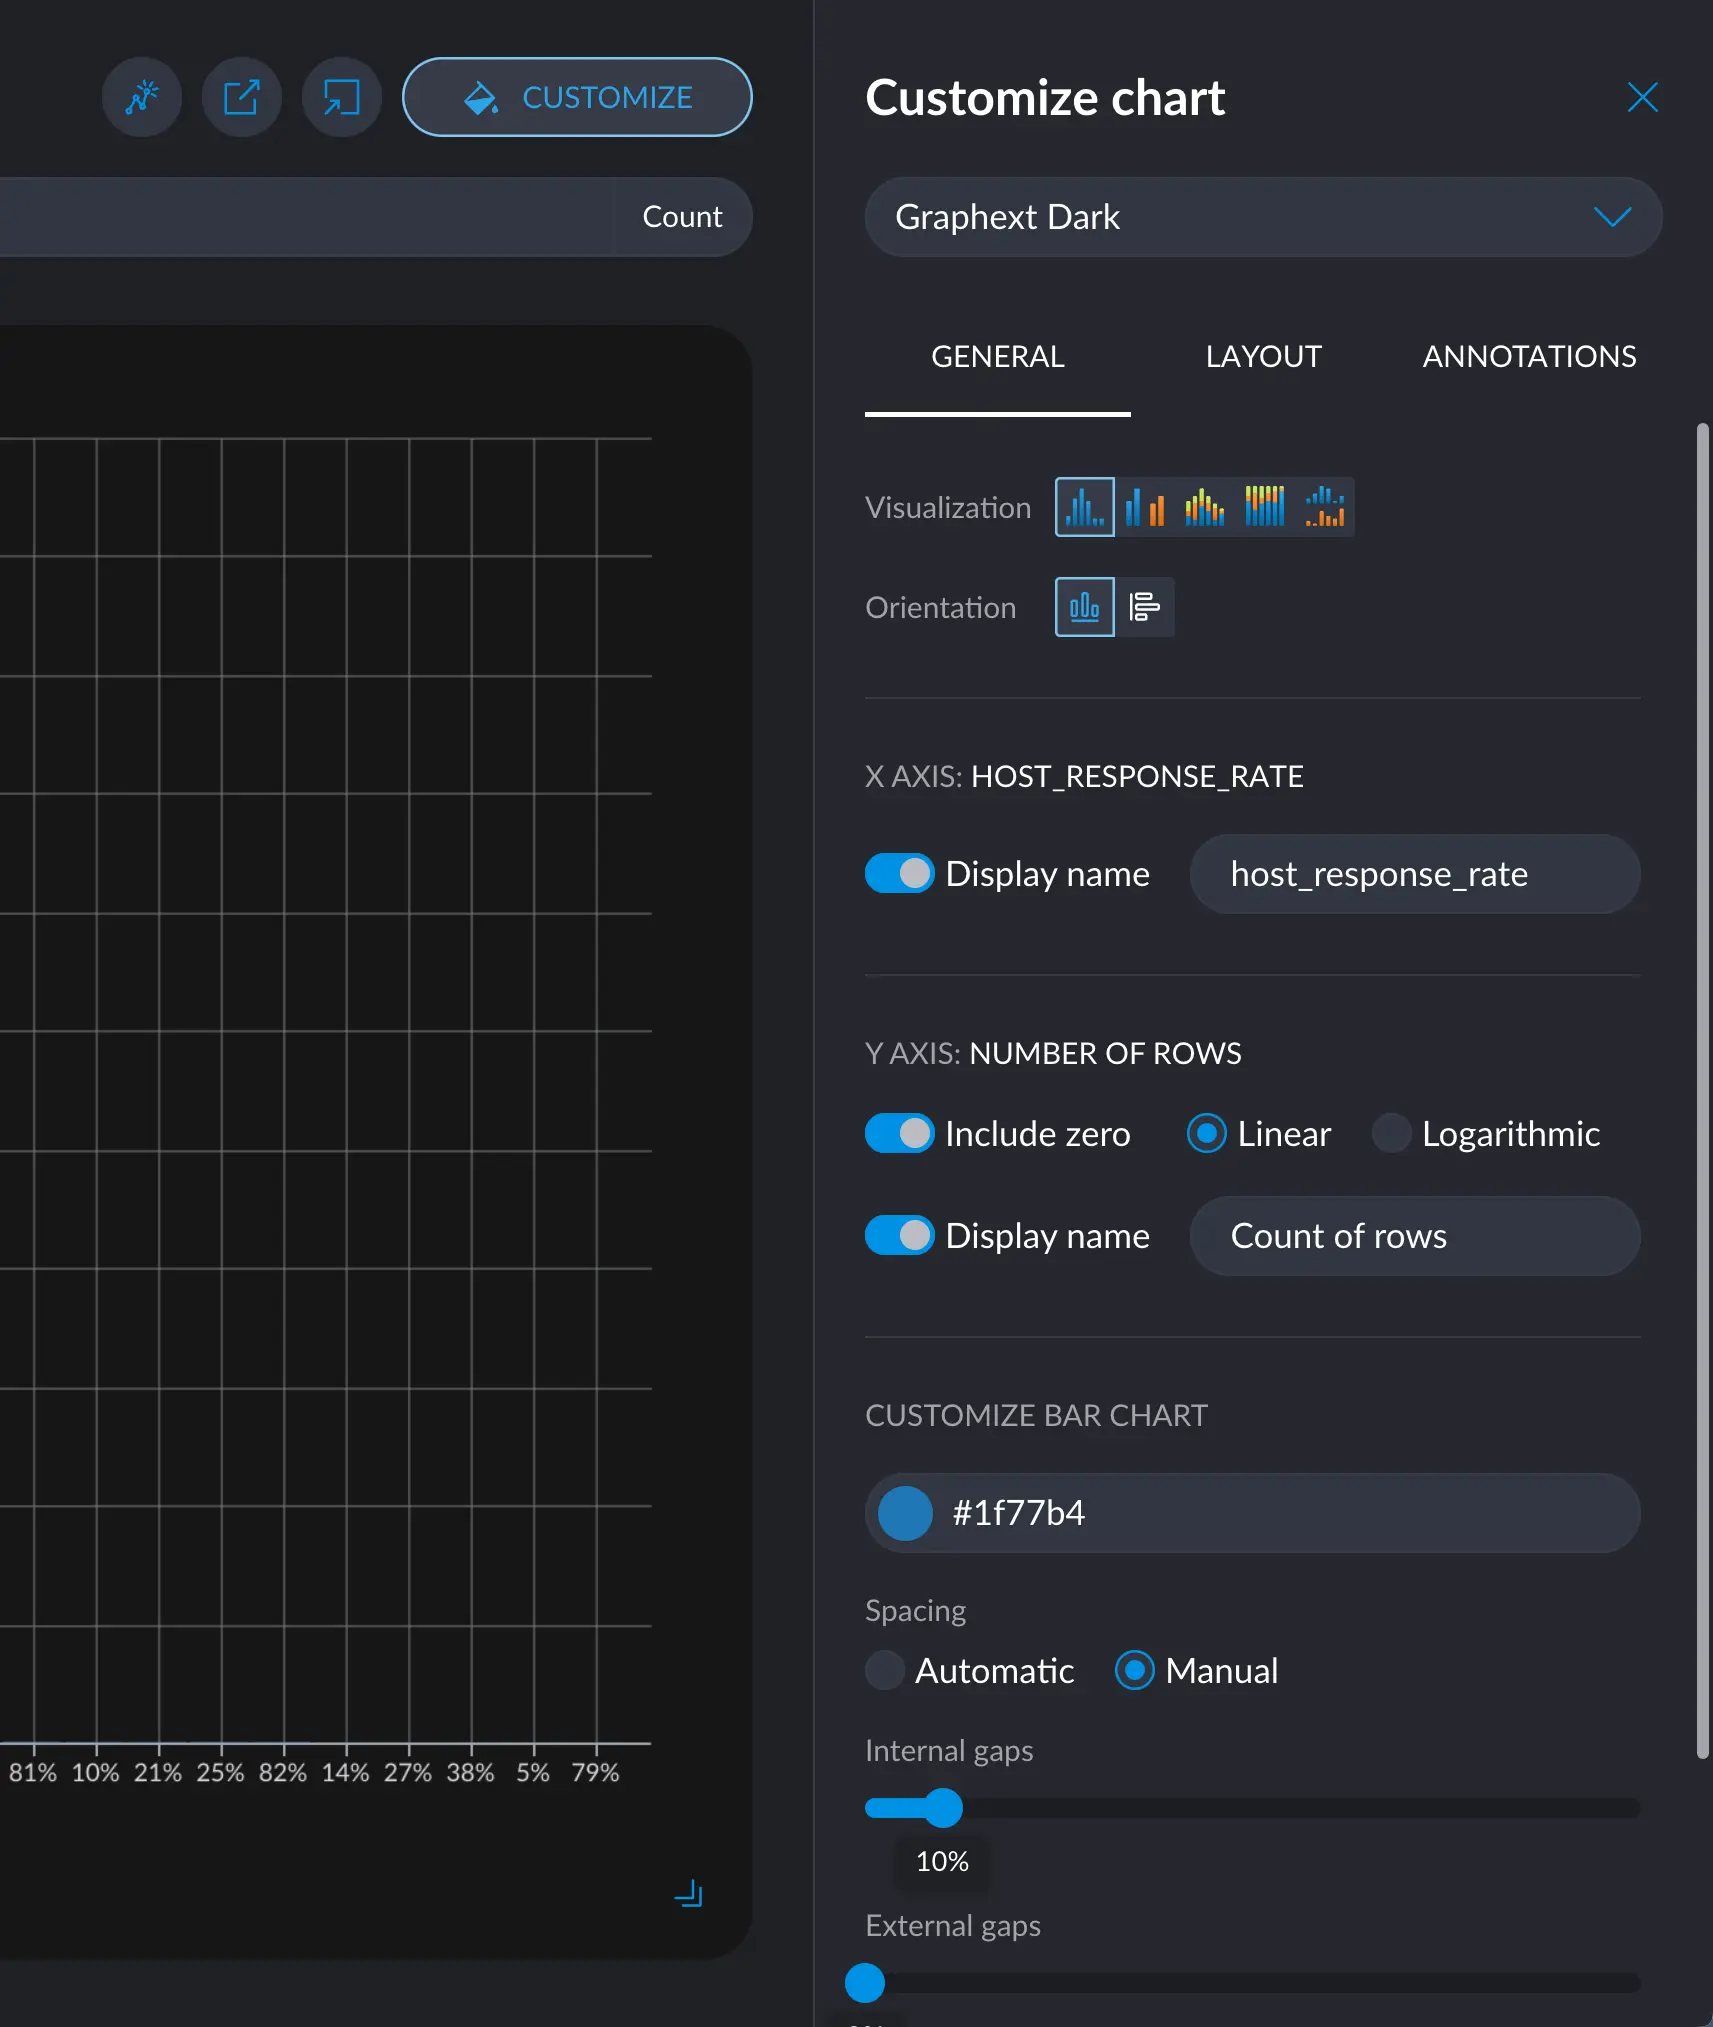 CUSTOMIZE
Count
81% 10% 21% 25% 82% 14% 27% 38% 5% 79%
Customize chart
Graphext Dark
GENERAL LAYOUT ANNOTATIONS
Visualization
Orientation
X AXIS: HOST_RESPONSE_RATE
Display name host_response_rate
Y AXIS: NUMBER OF ROWS
Include zero Linear Logarithmic
Display name Count of rows
CUSTOMIZE BAR CHART
#1f77b4
Spacing
Automatic Manual
Internal gaps
10%
External gaps